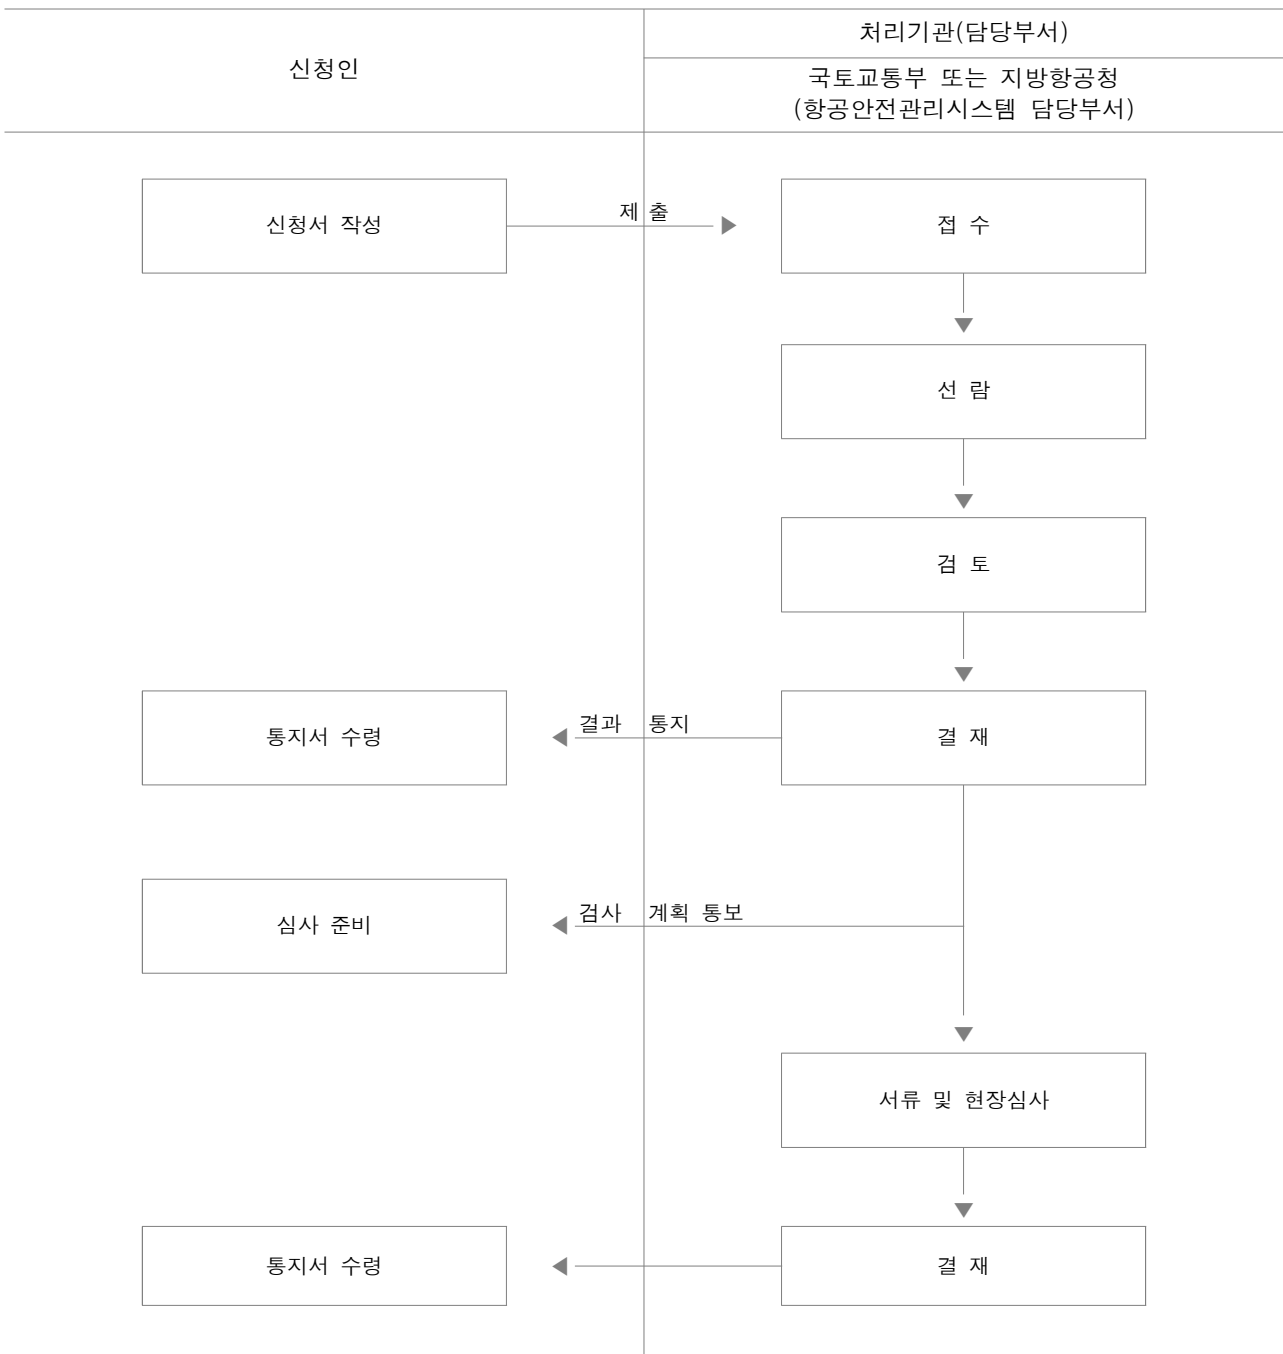 신청인
처리기관(담당부서)
국토교통부 또는 지방항공청
(항공안전관리시스템 담당부서)
신청서 작성
제 출
접 수
선 람
검 토
통지서 수령
결과 통지
결 재
심사 준비
검사 계획 통보
서류 및 현장심사
통지서 수령
결 재